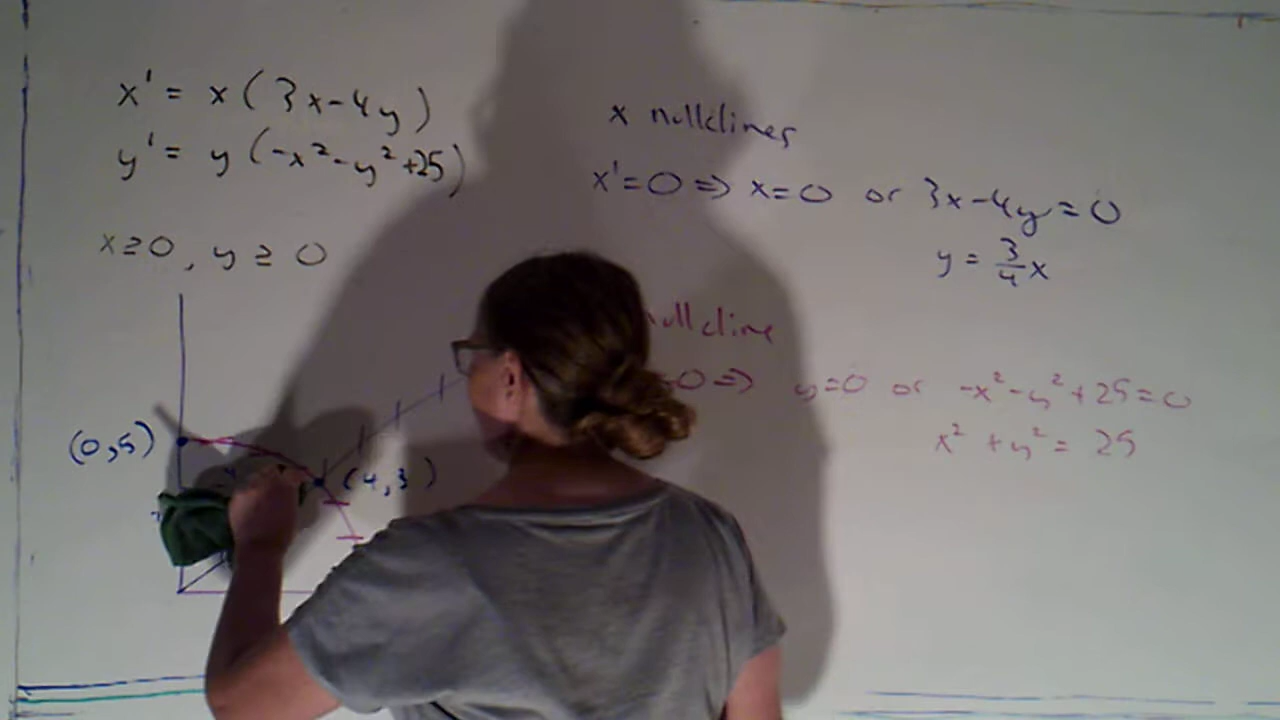 x' = x(3x-4y)
y' = y(-x²-y²+25)
x≥0, y≥0
(0,5)
(4,3)
x nullclines
x'=0 ⇒ x=0 or 3x-4y=0
y = 3/4 x
nullcline
=0 ⇒ y=0 or -x²-y²+25=0
x² + y² = 25